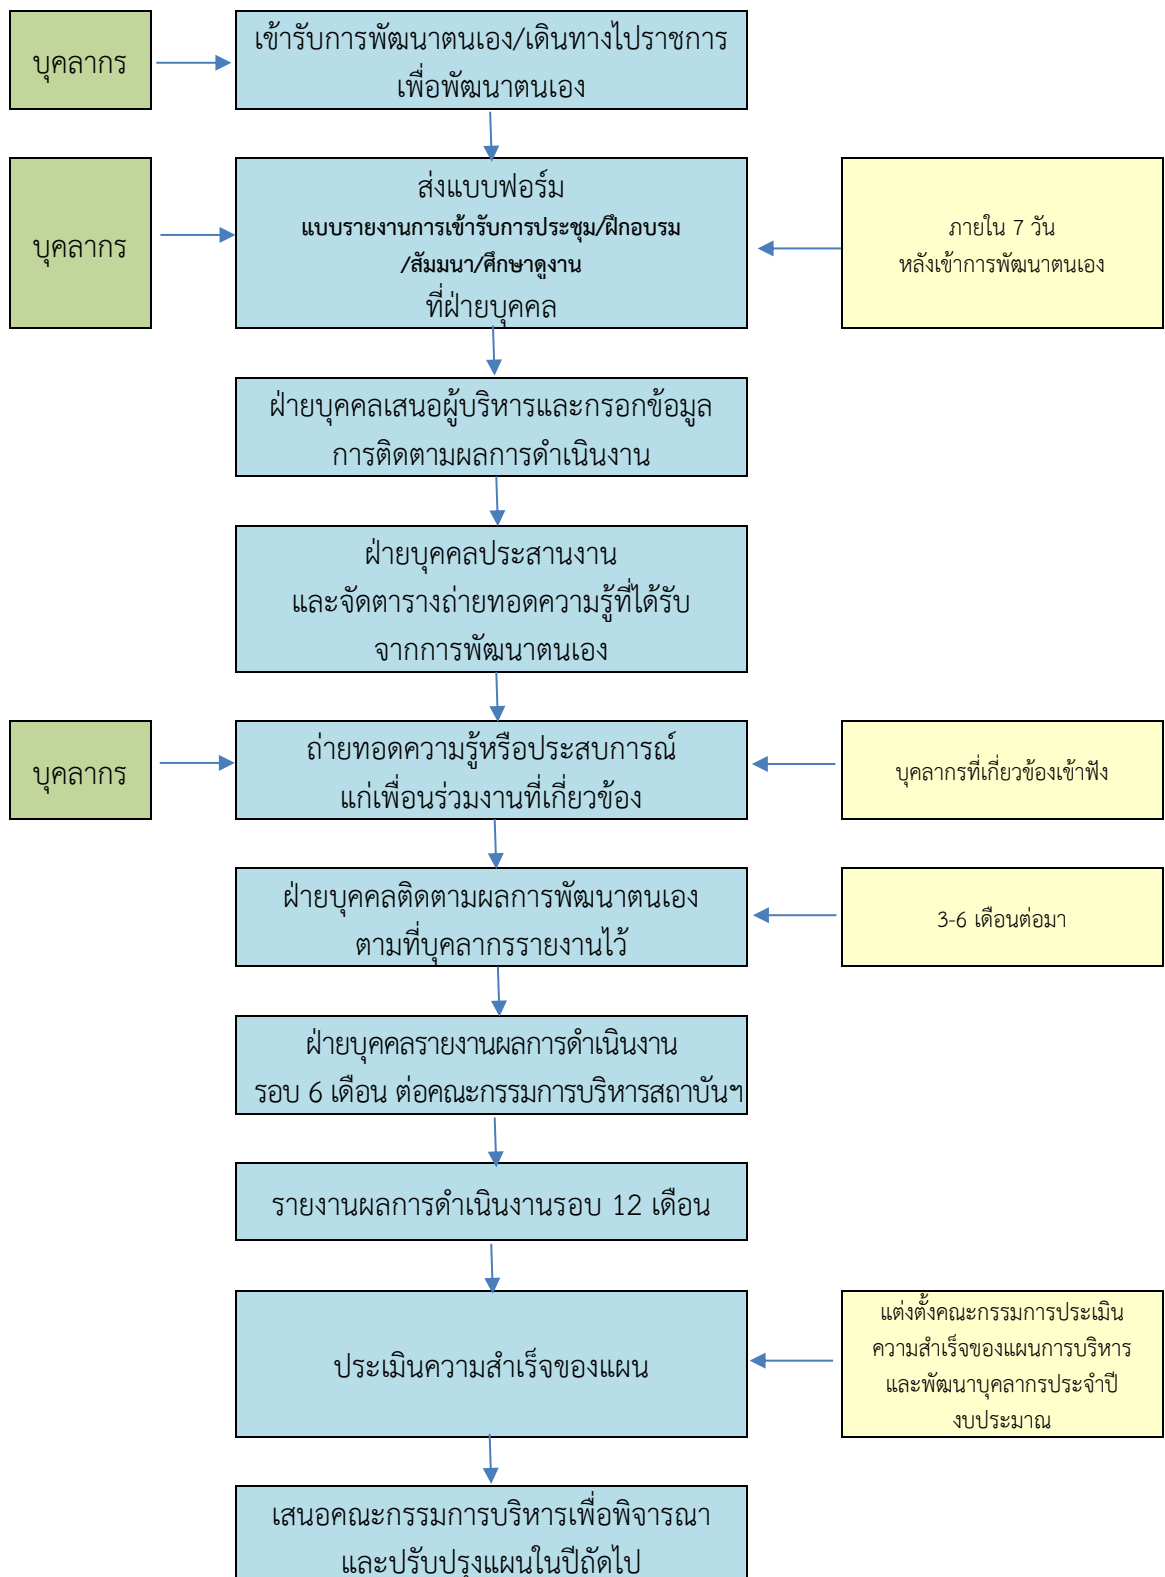 บุคลากร
เข้ารับการพัฒนาตนเอง/เดินทางไปราชการ
เพื่อพัฒนาตนเอง
บุคลากร
ส่งแบบฟอร์ม
แบบรายงานการเข้ารับการประชุม/ฝึกอบรม
/สัมมนา/ศึกษาดูงาน
ที่ฝ่ายบุคคล
ภายใน 7 วัน
หลังเข้าการพัฒนาตนเอง
ฝ่ายบุคคลเสนอผู้บริหารและกรอกข้อมูล
การติดตามผลการดำเนินงาน
ฝ่ายบุคคลประสานงาน
และจัดตารางถ่ายทอดความรู้ที่ได้รับ
จากการพัฒนาตนเอง
บุคลากร
ถ่ายทอดความรู้หรือประสบการณ์
แก่เพื่อนร่วมงานที่เกี่ยวข้อง
บุคลากรที่เกี่ยวข้องเข้าฟัง
ฝ่ายบุคคลติดตามผลการพัฒนาตนเอง
ตามที่บุคลากรรายงานไว้
3-6 เดือนต่อมา
ฝ่ายบุคคลรายงานผลการดำเนินงาน
รอบ 6 เดือน ต่อคณะกรรมการบริหารสถาบันฯ
รายงานผลการดำเนินงานรอบ 12 เดือน
ประเมินความสำเร็จของแผน
แต่งตั้งคณะกรรมการประเมิน
ความสำเร็จของแผนการบริหาร
และพัฒนาบุคลากรประจำปี
งบประมาณ
เสนอคณะกรรมการบริหารเพื่อพิจารณา
และปรับปรุงแผนในปีถัดไป